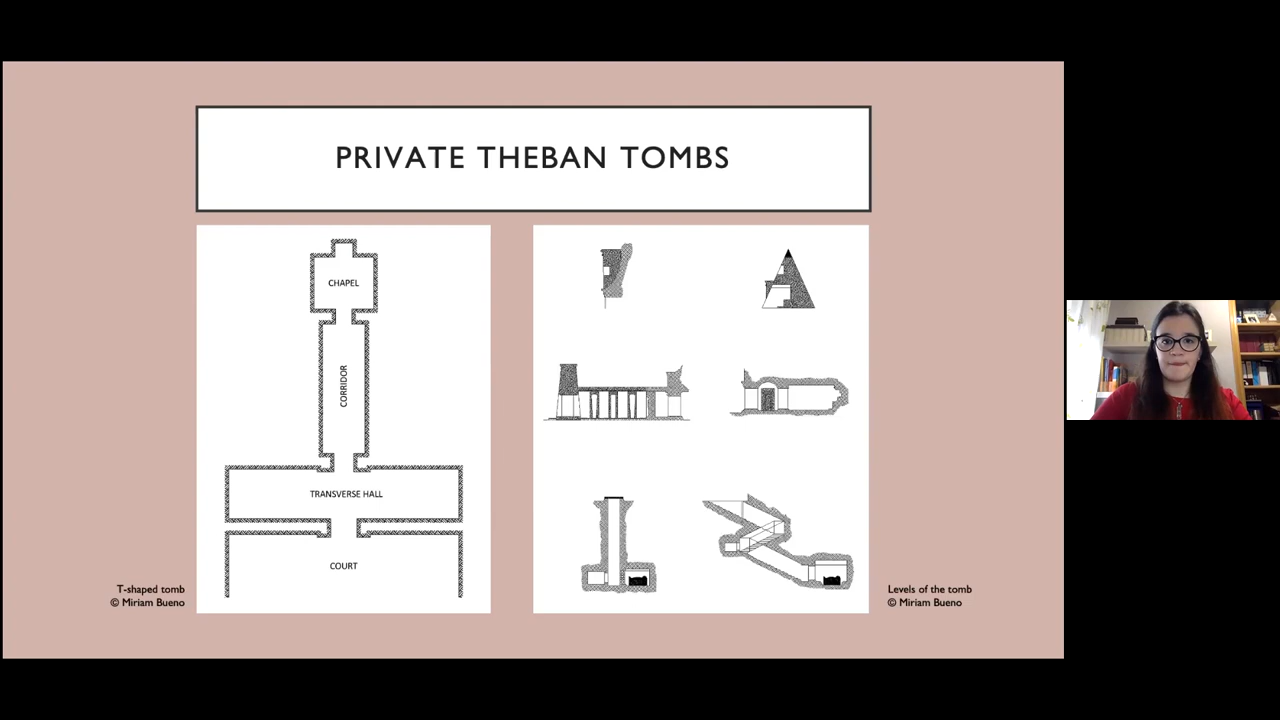 PRIVATE THEBAN TOMBS
CHAPEL
CORRIDOR
TRANSVERSE HALL
COURT
T-shaped tomb
© Miriam Bueno
Levels of the tomb
© Miriam Bueno